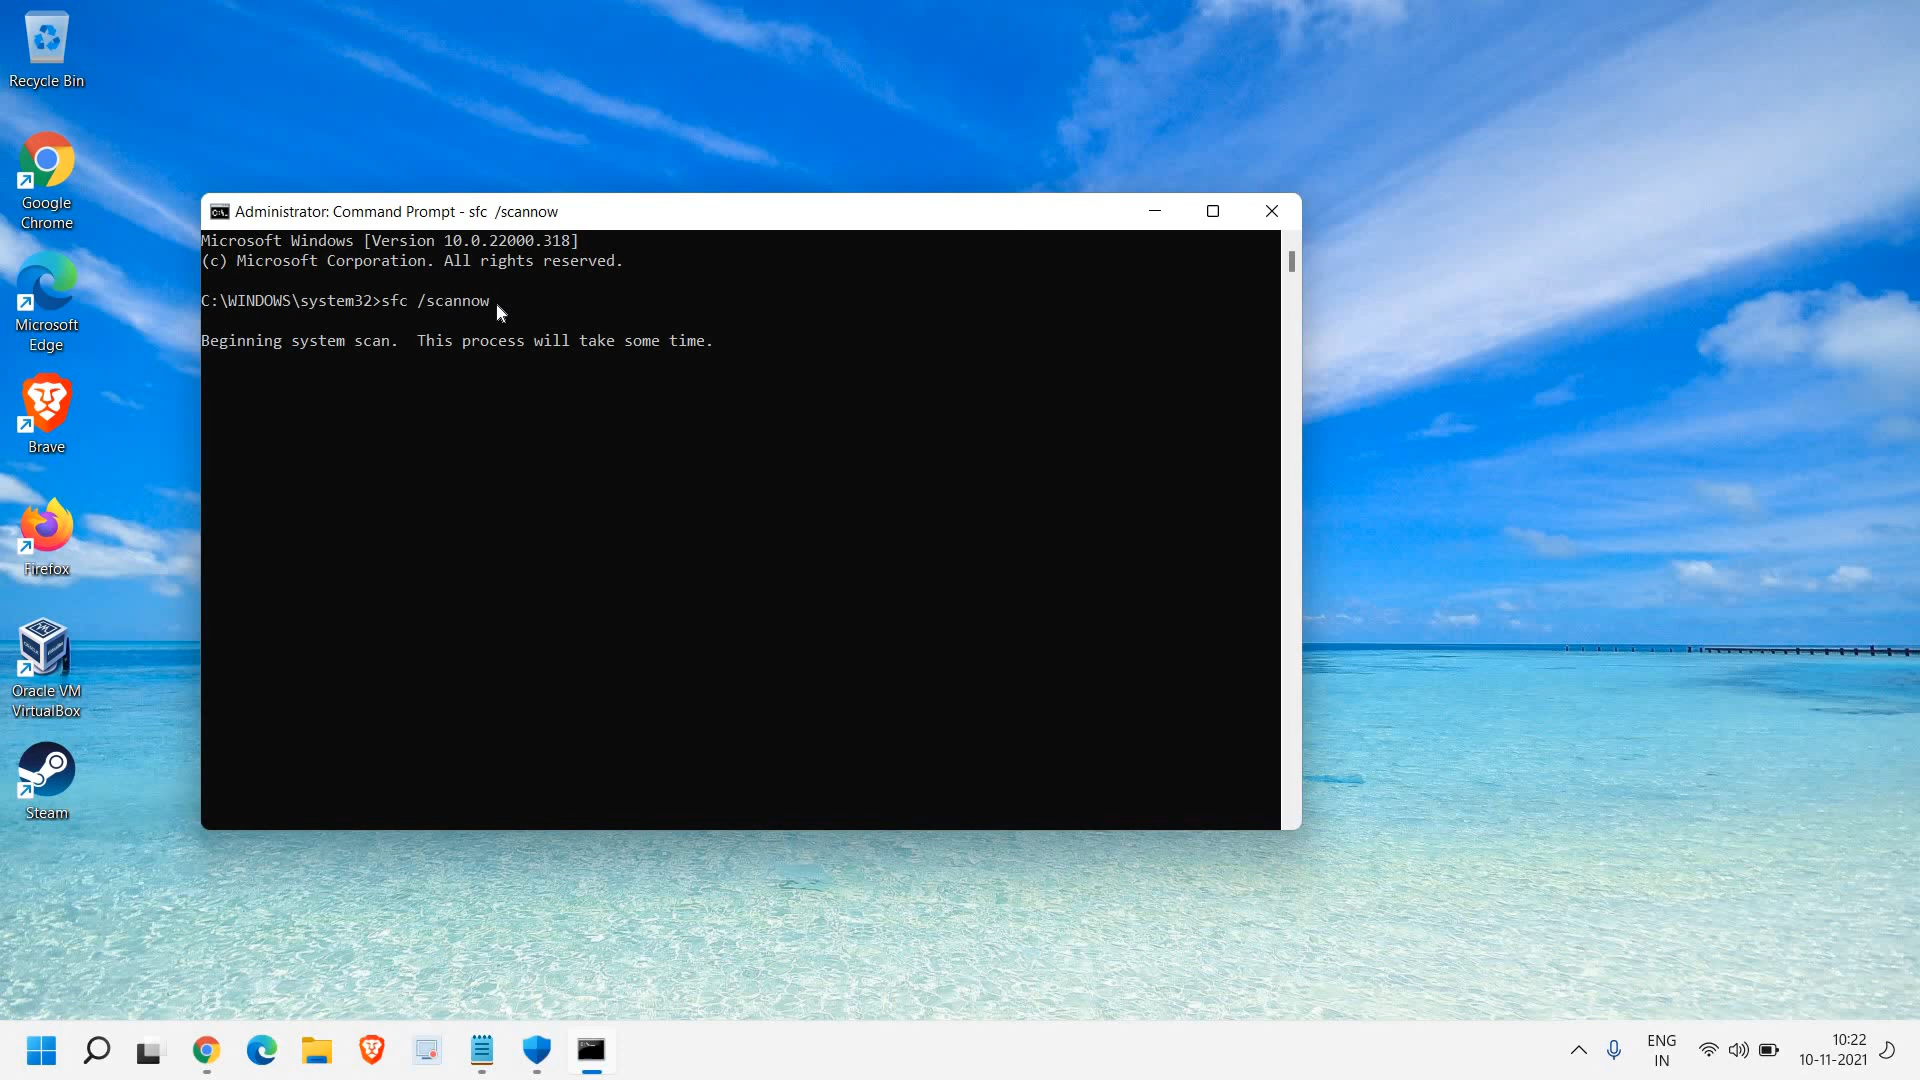 Recycle Bin
Google
Chrome
Microsoft
Edge
Brave
Firefox
Oracle VM
VirtualBox
Steam
Administrator: Command Prompt - sfc  /scannow
Microsoft Windows [Version 10.0.22000.318]
(c) Microsoft Corporation. All rights reserved.
C:\WINDOWS\system32>sfc /scannow
Beginning system scan.  This process will take some time.
ENG
IN
10:22
10-11-2021